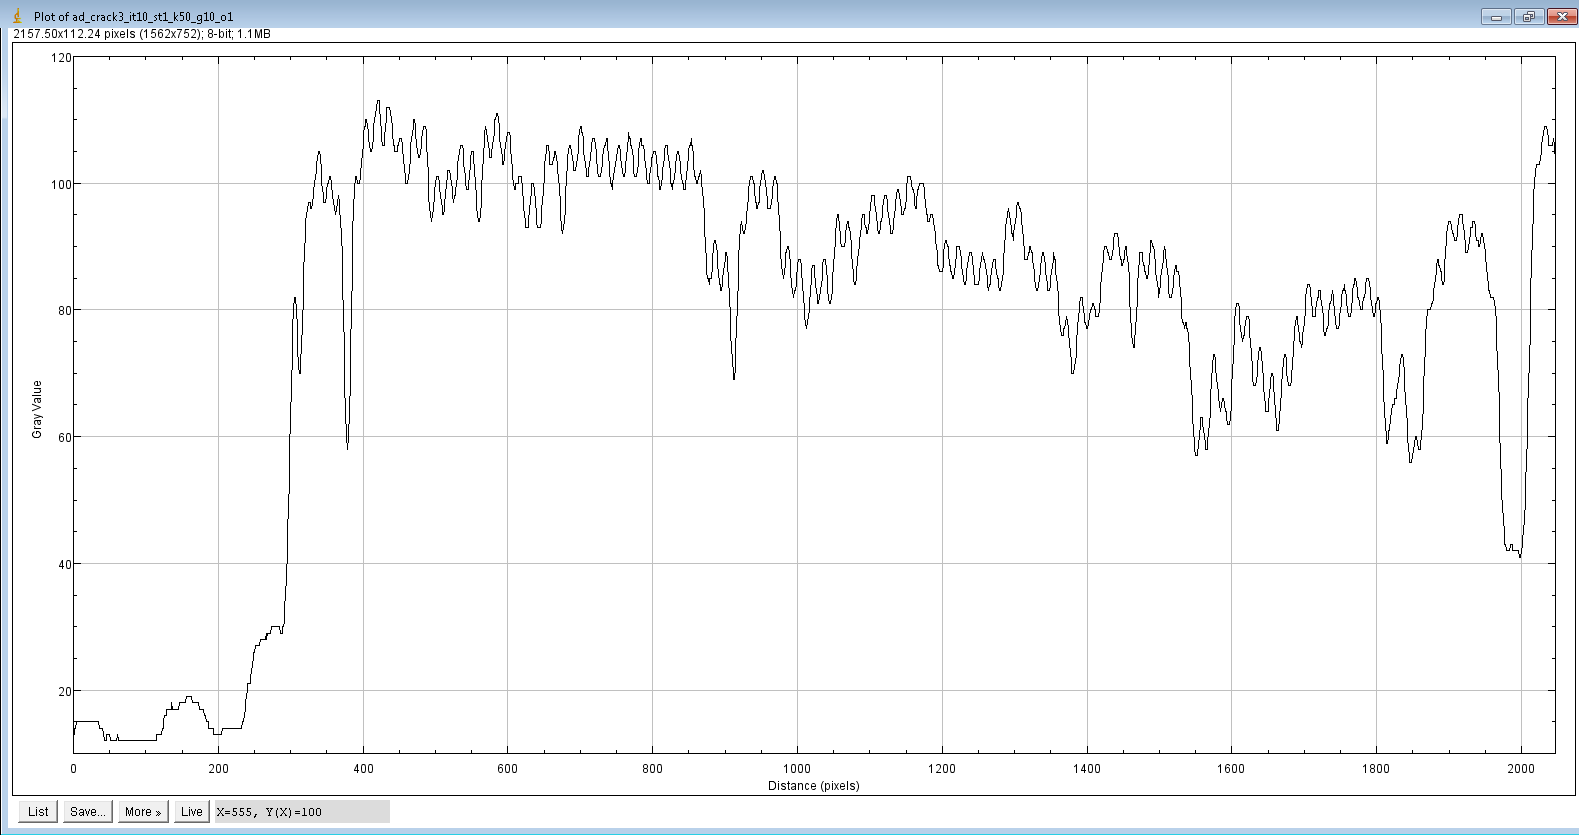 Plot of ad_crack3_it10_st1_k50_g10_o1
2157.50x112.24 pixels (1562x752); 8-bit; 1.1MB
120
100
80
60
40
20
Gray Value
0 200 400 600 800 1000 1200 1400 1600 1800 2000
Distance (pixels)
List Save... More » Live X=555, Y(X)=100